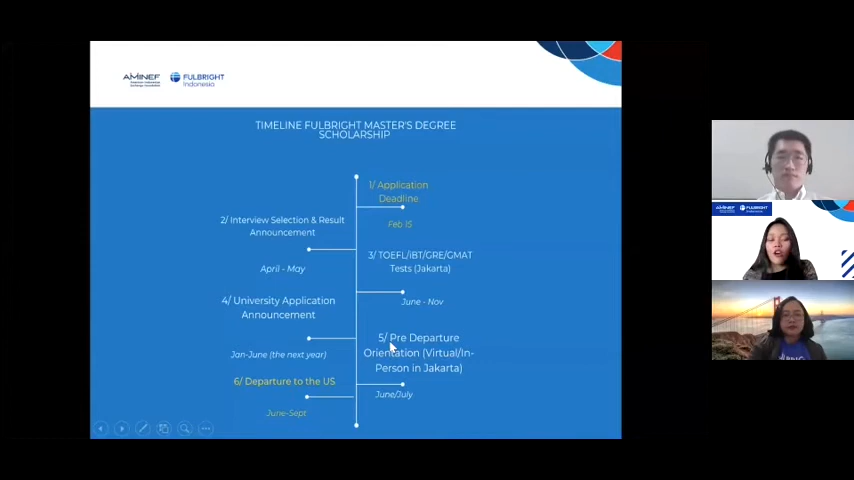 AMINEF
FULBRIGHT
Indonesia
TIMELINE FULBRIGHT MASTER'S DEGREE
SCHOLARSHIP
1/ Application
Deadline
Feb 15
2/ Interview Selection & Result
Announcement
April - May
3/ TOEFL/iBT/GRE/GMAT
Tests (Jakarta)
June - Nov
4/ University Application
Announcement
Jan-June (the next year)
5/ Pre Departure
Orientation (Virtual/In-
Person in Jakarta)
June/July
6/ Departure to the US
June-Sept
AMINEF
FULBRIGHT